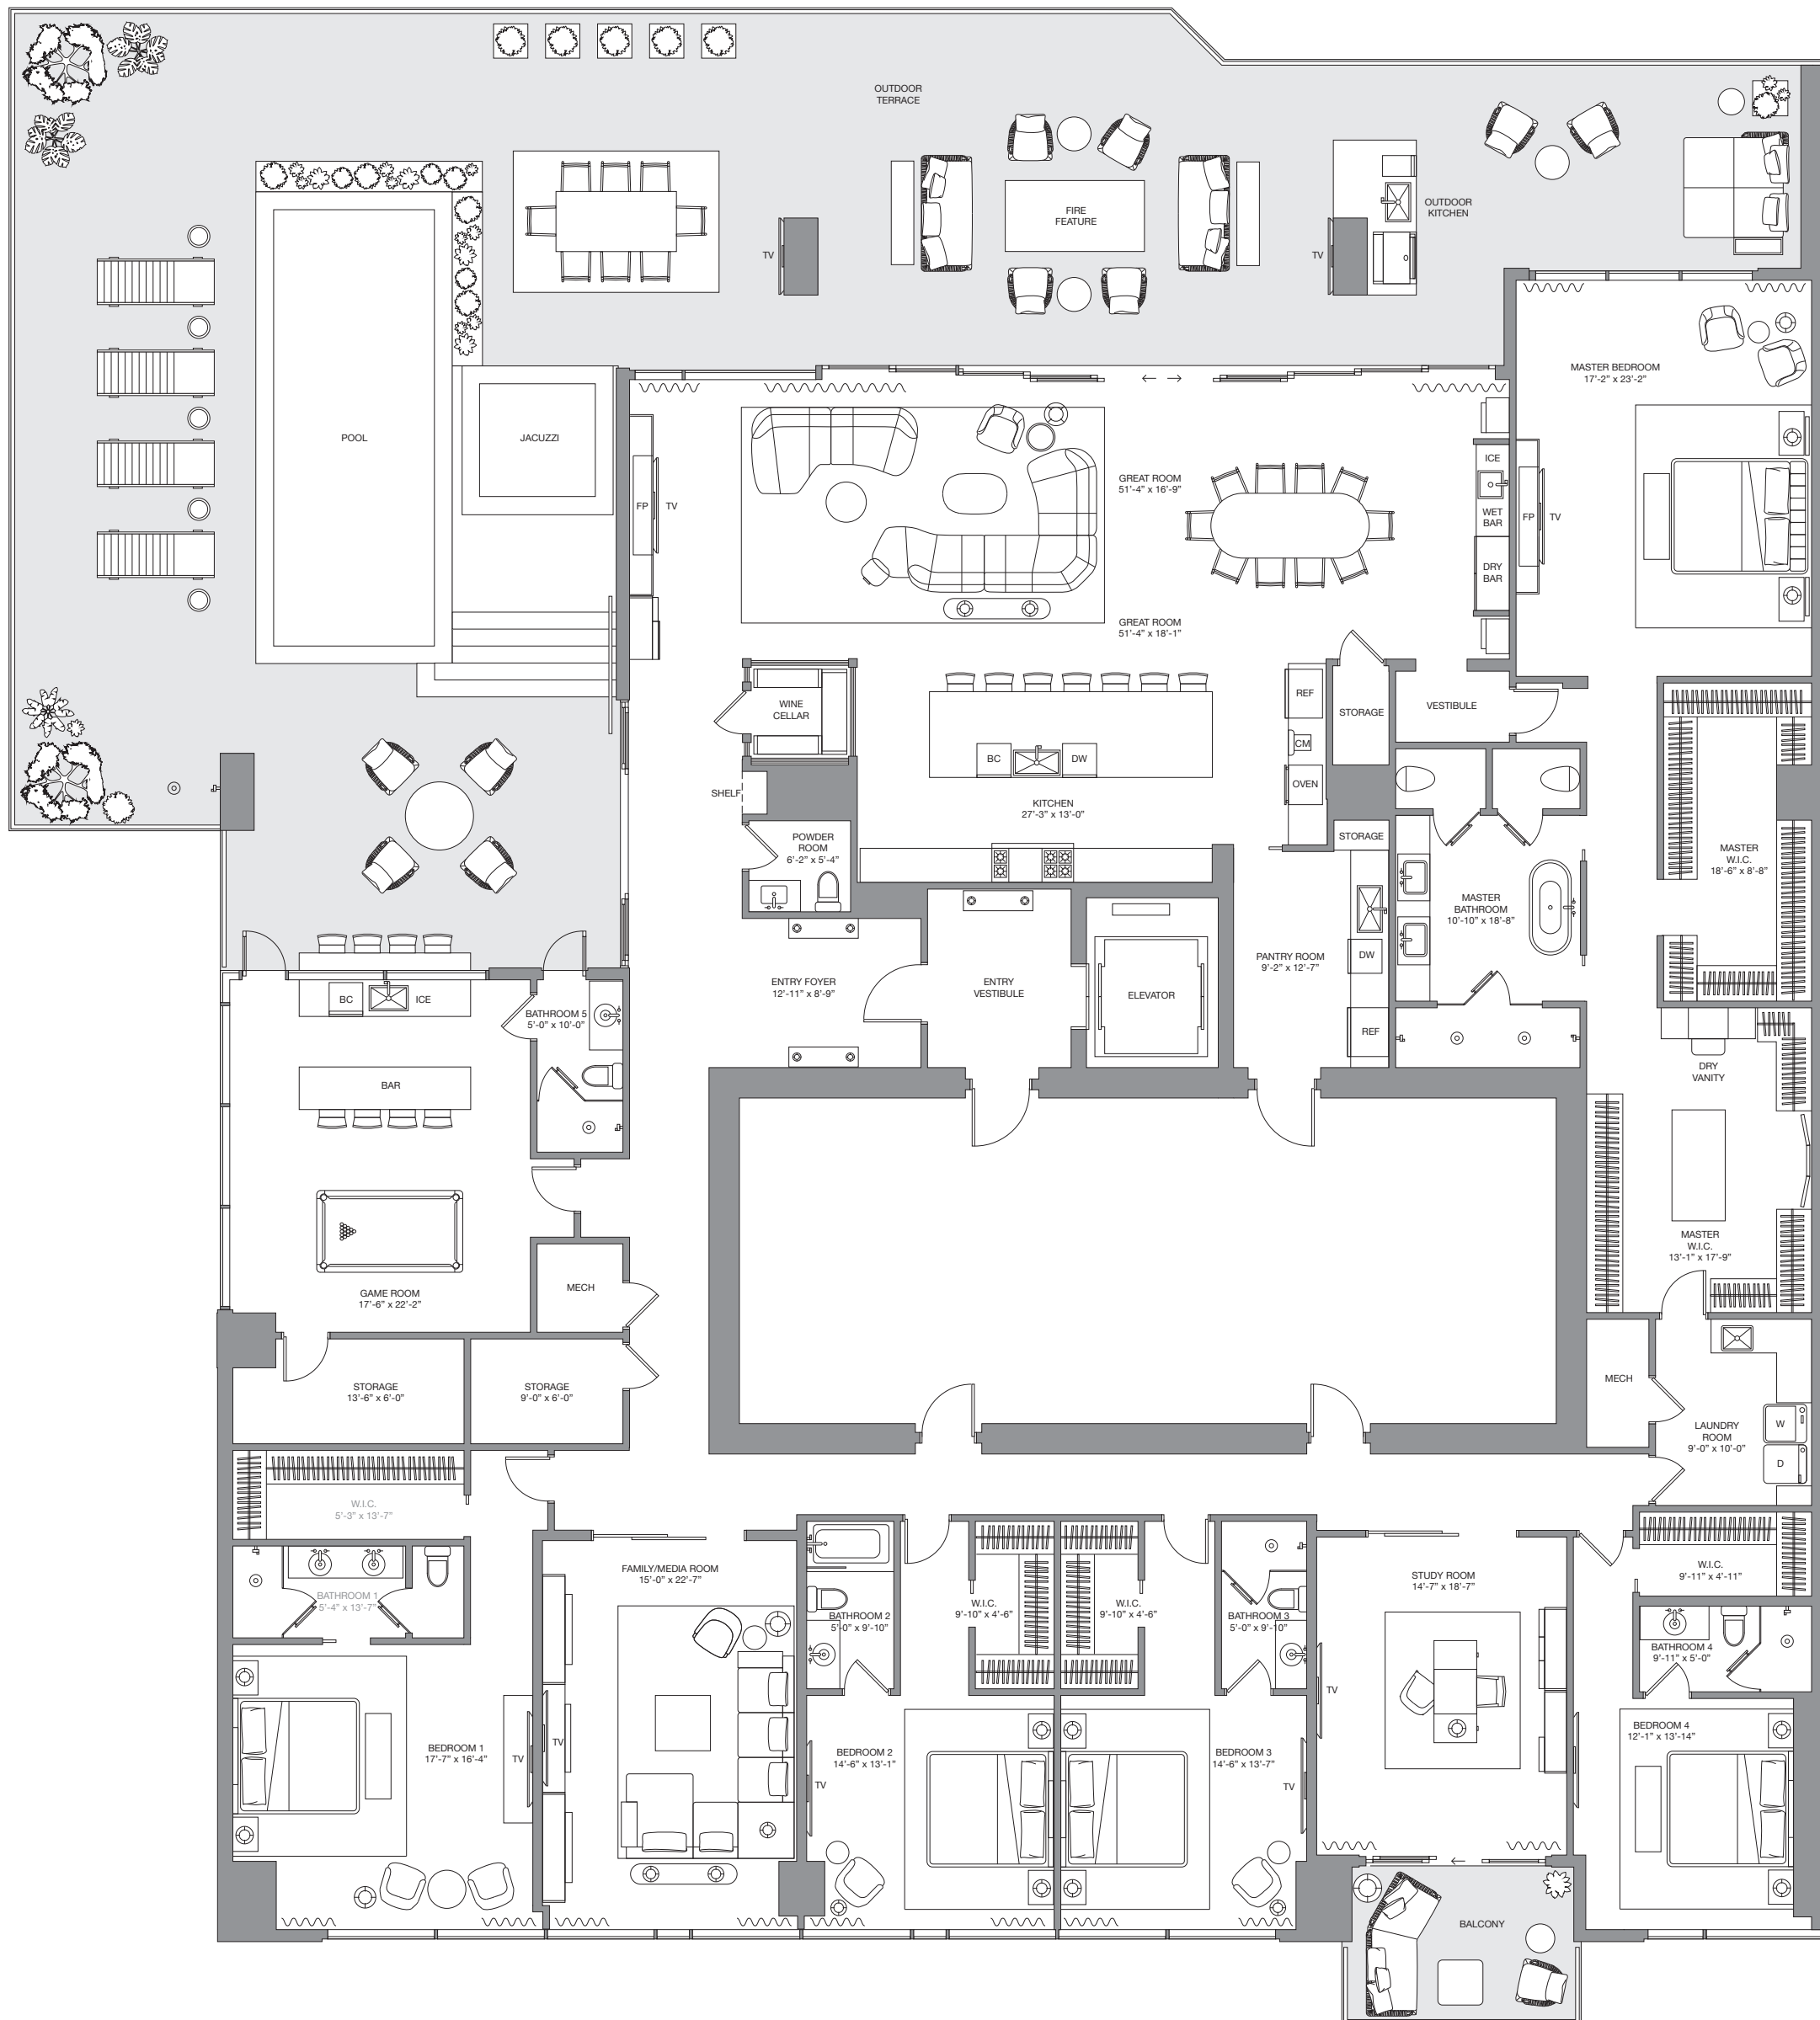 OUTDOOR
TERRACE
FIRE
FEATURE
OUTDOOR
KITCHEN
TV
TV
MASTER BEDROOM
17'-2” x 23'-2”
POOL
JACUZZI
FP
TV
GREAT ROOM
51'-4” x 16'-9”
ICE
WET
BAR
DRY
BAR
FP
TV
GREAT ROOM
51'-4” x 18'-1”
WINE
CELLAR
REF
STORAGE
VESTIBULE
CM
BC
DW
OVEN
SHELF
KITCHEN
27'-3” x 13'-0”
POWDER
ROOM
6'-2” x 5'-4”
STORAGE
MASTER
W.I.C.
18'-6” x 8'-8”
MASTER
BATHROOM
10'-10” x 18'-8”
PANTRY ROOM
9'-2” x 12'-7”
DW
ENTRY FOYER
12'-11” x 8'-9”
ENTRY
VESTIBULE
ELEVATOR
BC
ICE
BATHROOM 5
5'-0” x 10'-0”
REF
BAR
DRY
VANITY
MASTER
W.I.C.
13'-1” x 17'-9”
GAME ROOM
17'-6” x 22'-2”
MECH
STORAGE
13'-6” x 6'-0”
STORAGE
9'-0” x 6'-0”
MECH
LAUNDRY
ROOM
9'-0” x 10'-0”
W
D
W.I.C.
5'-3” x 13'-7”
BATHROOM 1
5'-4” x 13'-7”
FAMILY/MEDIA ROOM
15'-0” x 22'-7”
BATHROOM 2
5'-0” x 9'-10”
W.I.C.
9'-10” x 4'-6”
W.I.C.
9'-10” x 4'-6”
BATHROOM 3
5'-0” x 9'-10”
STUDY ROOM
14'-7” x 18'-7”
W.I.C.
9'-11” x 4'-11”
BATHROOM 4
9'-11” x 5'-0”
TV
BEDROOM 1
17'-7” x 16'-4”
TV
TV
BEDROOM 2
14'-6” x 13'-1”
TV
BEDROOM 3
14'-6” x 13'-7”
TV
BEDROOM 4
12'-1” x 13'-14”
BALCONY